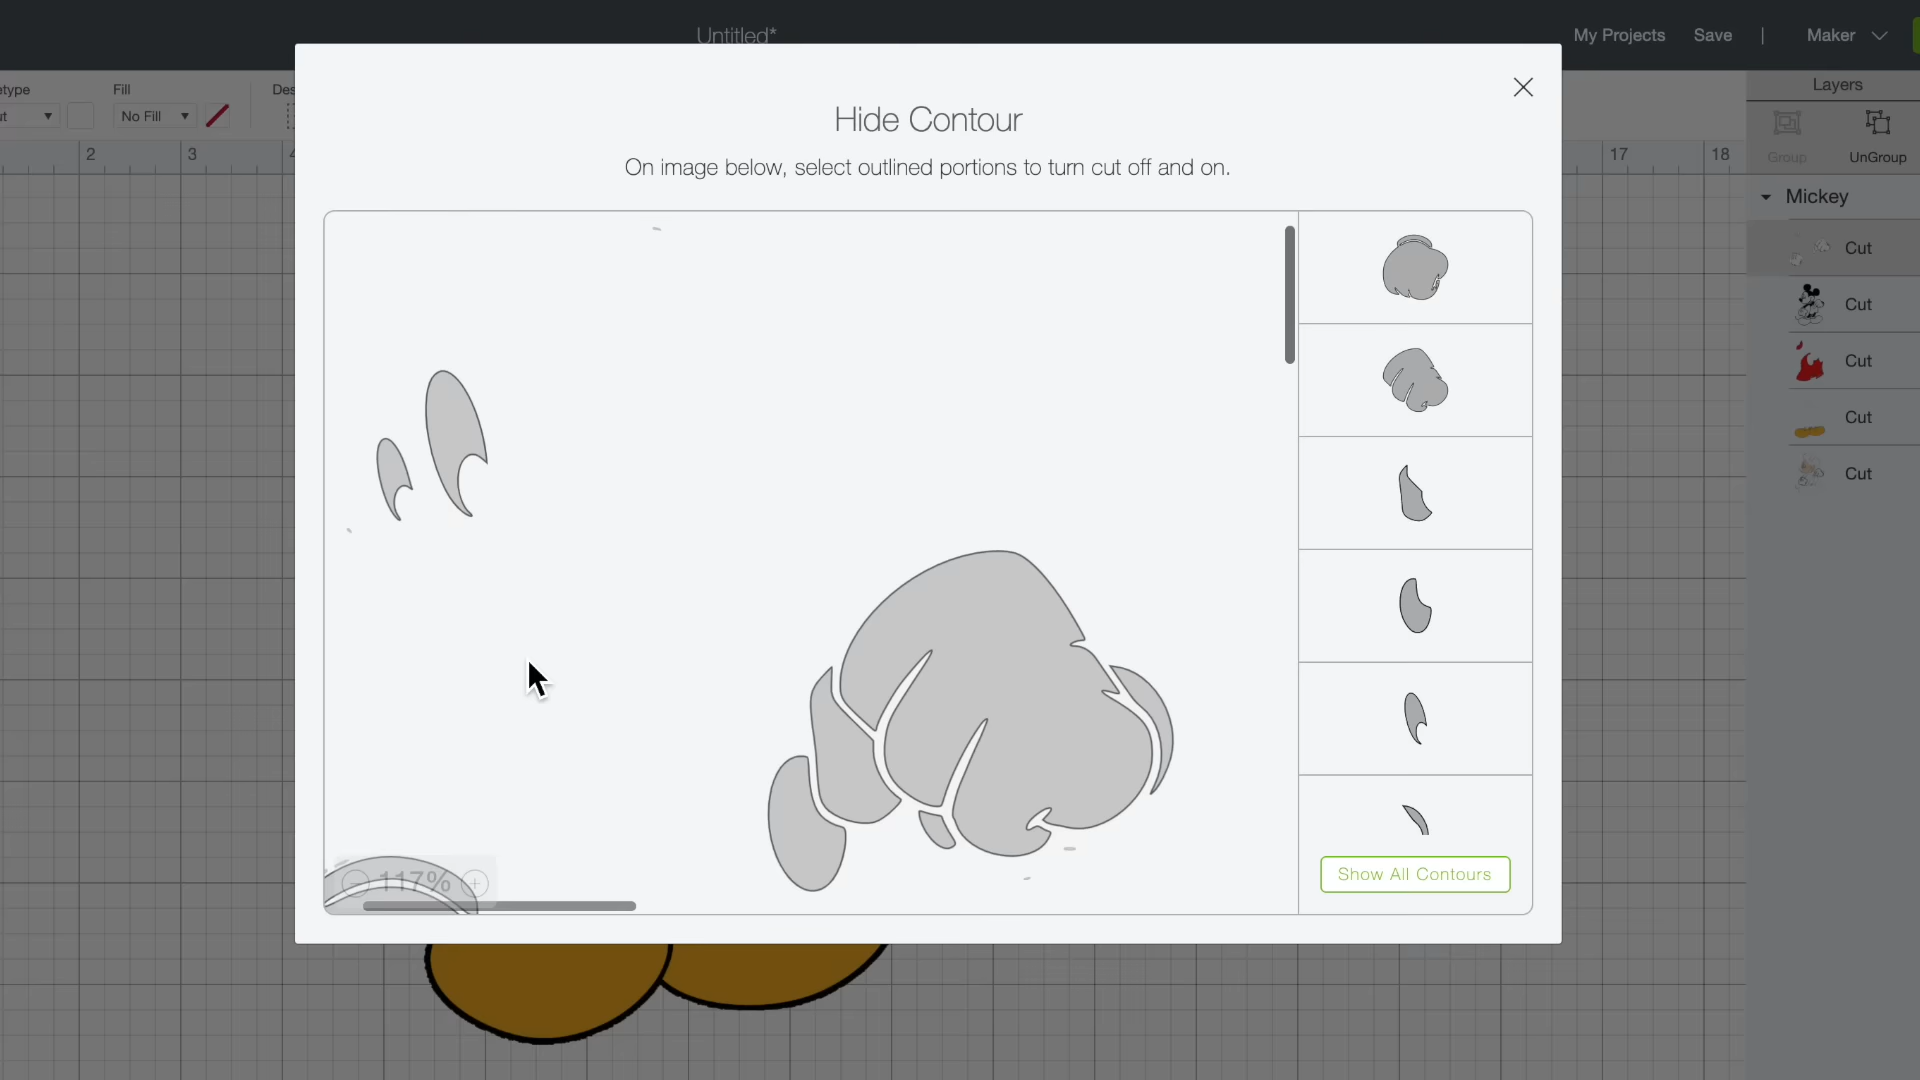 Untitled*
My Projects
Save
|
Maker
Fill
No Fill
2
3
17
18
Layers
Group
UnGroup
Mickey
Cut
Cut
Cut
Cut
Cut
Hide Contour
On image below, select outlined portions to turn cut off and on.
117%
Show All Contours